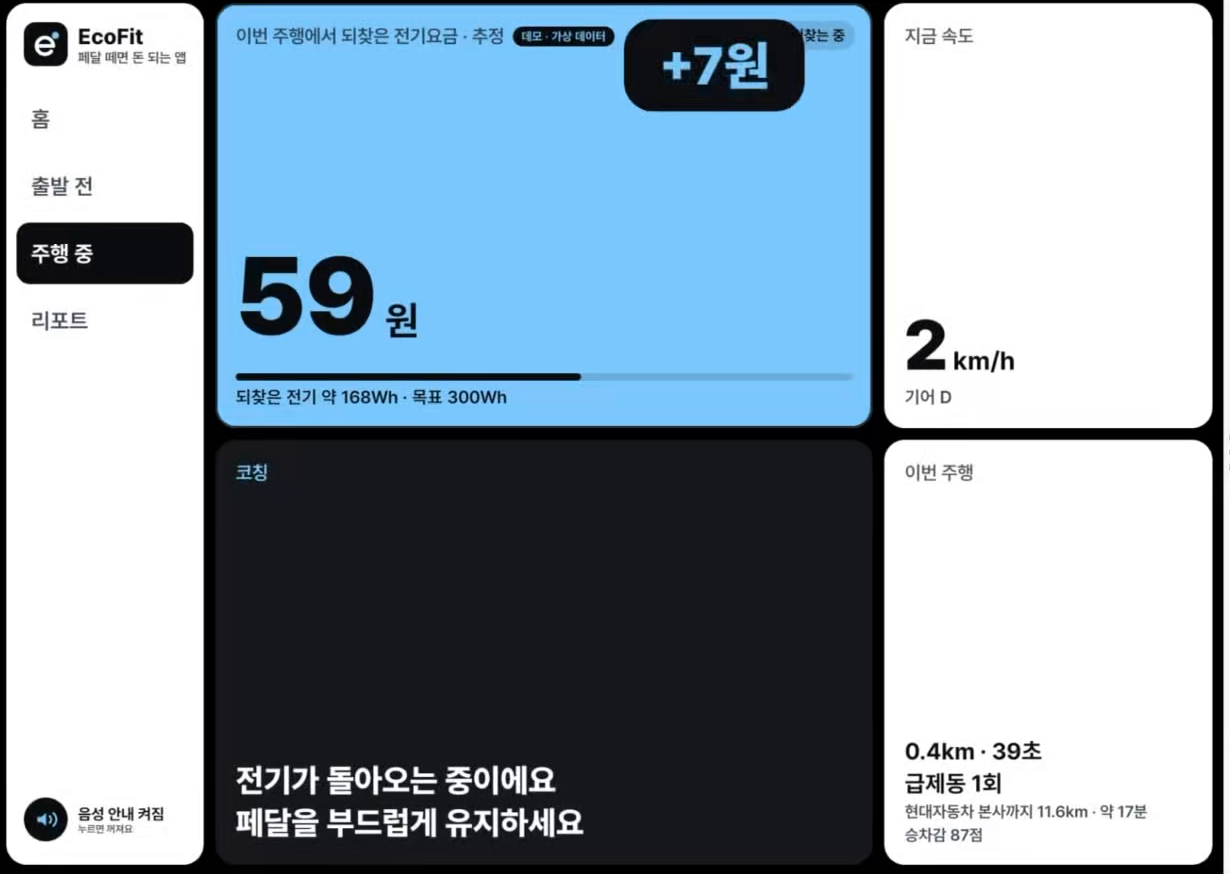 EcoFit
페달 떼면 돈 되는 앱
홈
출발 전
주행 중
리포트
음성 안내 켜짐
누르면 꺼져요
이번 주행에서 되찾은 전기요금 · 추정
데모 · 가상 데이터
찾는 중
+7원
59 원
되찾은 전기 약 168Wh · 목표 300Wh
지금 속도
2 km/h
기어 D
코칭
전기가 돌아오는 중이에요
페달을 부드럽게 유지하세요
이번 주행
0.4km · 39초
급제동 1회
현대자동차 본사까지 11.6km · 약 17분
승차감 87점